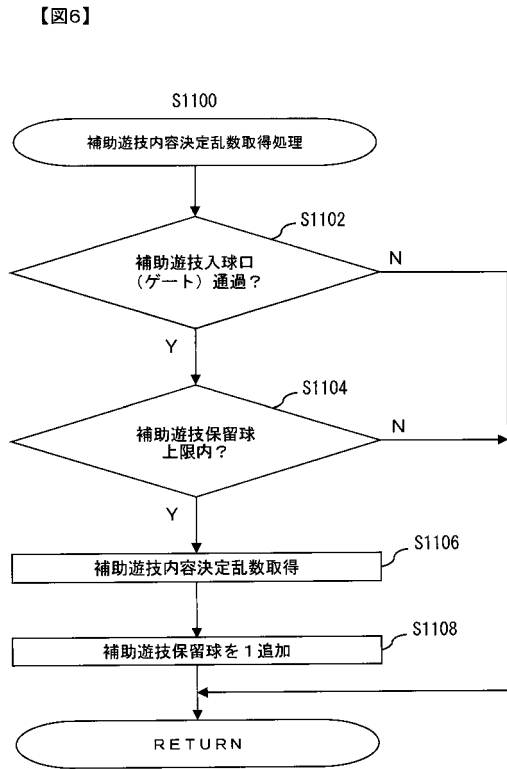 【図6】
S1100
補助遊技内容決定乱数取得処理
S1102
補助遊技入球口
（ゲート）通過？
N
Y
S1104
補助遊技保留球
上限内？
N
Y
S1106
補助遊技内容決定乱数取得
S1108
補助遊技保留球を１追加
RETURN